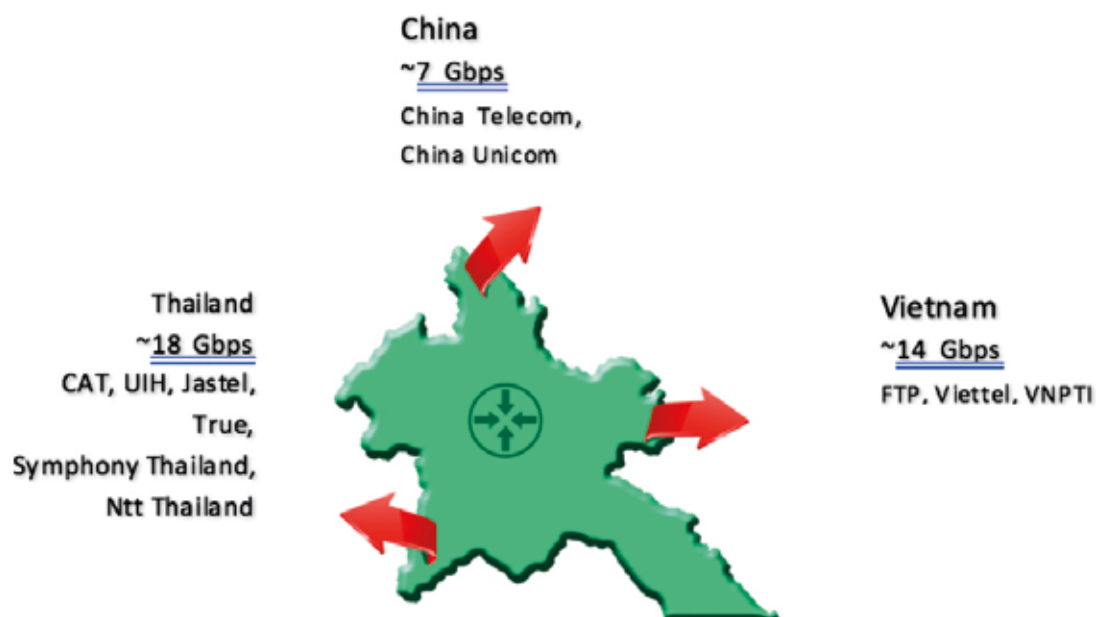 China
~7 Gbps
China Telecom,
China Unicom
Thailand
~18 Gbps
CAT, UIH, Jastel,
True,
Symphony Thailand,
Ntt Thailand
Vietnam
~14 Gbps
FTP, Viettel, VNPTI